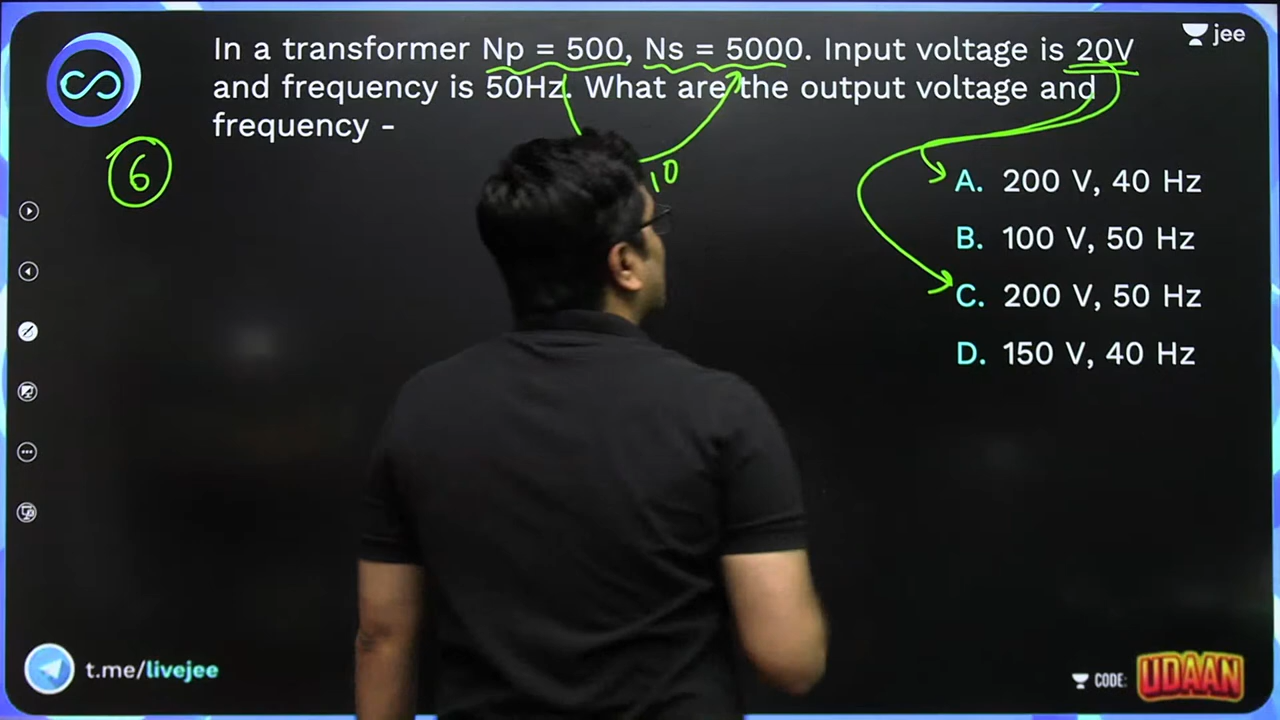 In a transformer Np = 500, Ns = 5000. Input voltage is 20V
and frequency is 50Hz. What are the output voltage and
frequency -
jee
6
10
A. 200 V, 40 Hz
B. 100 V, 50 Hz
C. 200 V, 50 Hz
D. 150 V, 40 Hz
t.me/livejee
CODE: UDAAN